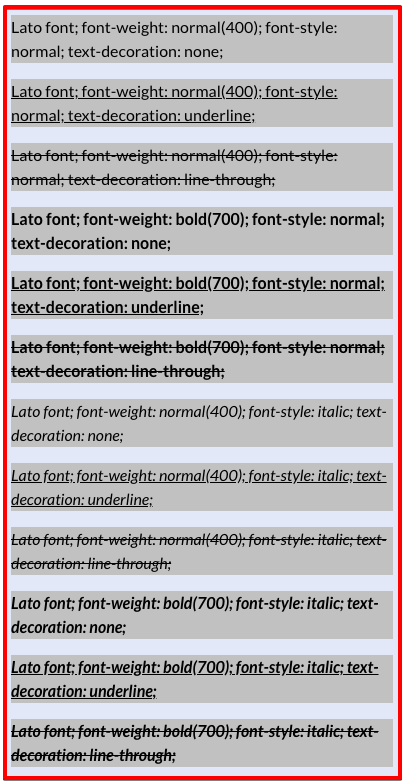 Lato font; font-weight: normal(400); font-style:
normal; text-decoration: none;
Lato font; font-weight: normal(400); font-style:
normal; text-decoration: underline;
Lato font; font-weight: normal(400); font-style:
normal; text-decoration: line-through;
Lato font; font-weight: bold(700); font-style: normal;
text-decoration: none;
Lato font; font-weight: bold(700); font-style: normal;
text-decoration: underline;
Lato font; font-weight: bold(700); font-style: normal;
text-decoration: line-through;
Lato font; font-weight: normal(400); font-style: italic; text-
decoration: none;
Lato font; font-weight: normal(400); font-style: italic; text-
decoration: underline;
Lato font; font-weight: normal(400); font-style: italic; text-
decoration: line-through;
Lato font; font-weight: bold(700); font-style: italic; text-
decoration: none;
Lato font; font-weight: bold(700); font-style: italic; text-
decoration: underline;
Lato font; font-weight: bold(700); font-style: italic; text-
decoration: line-through;